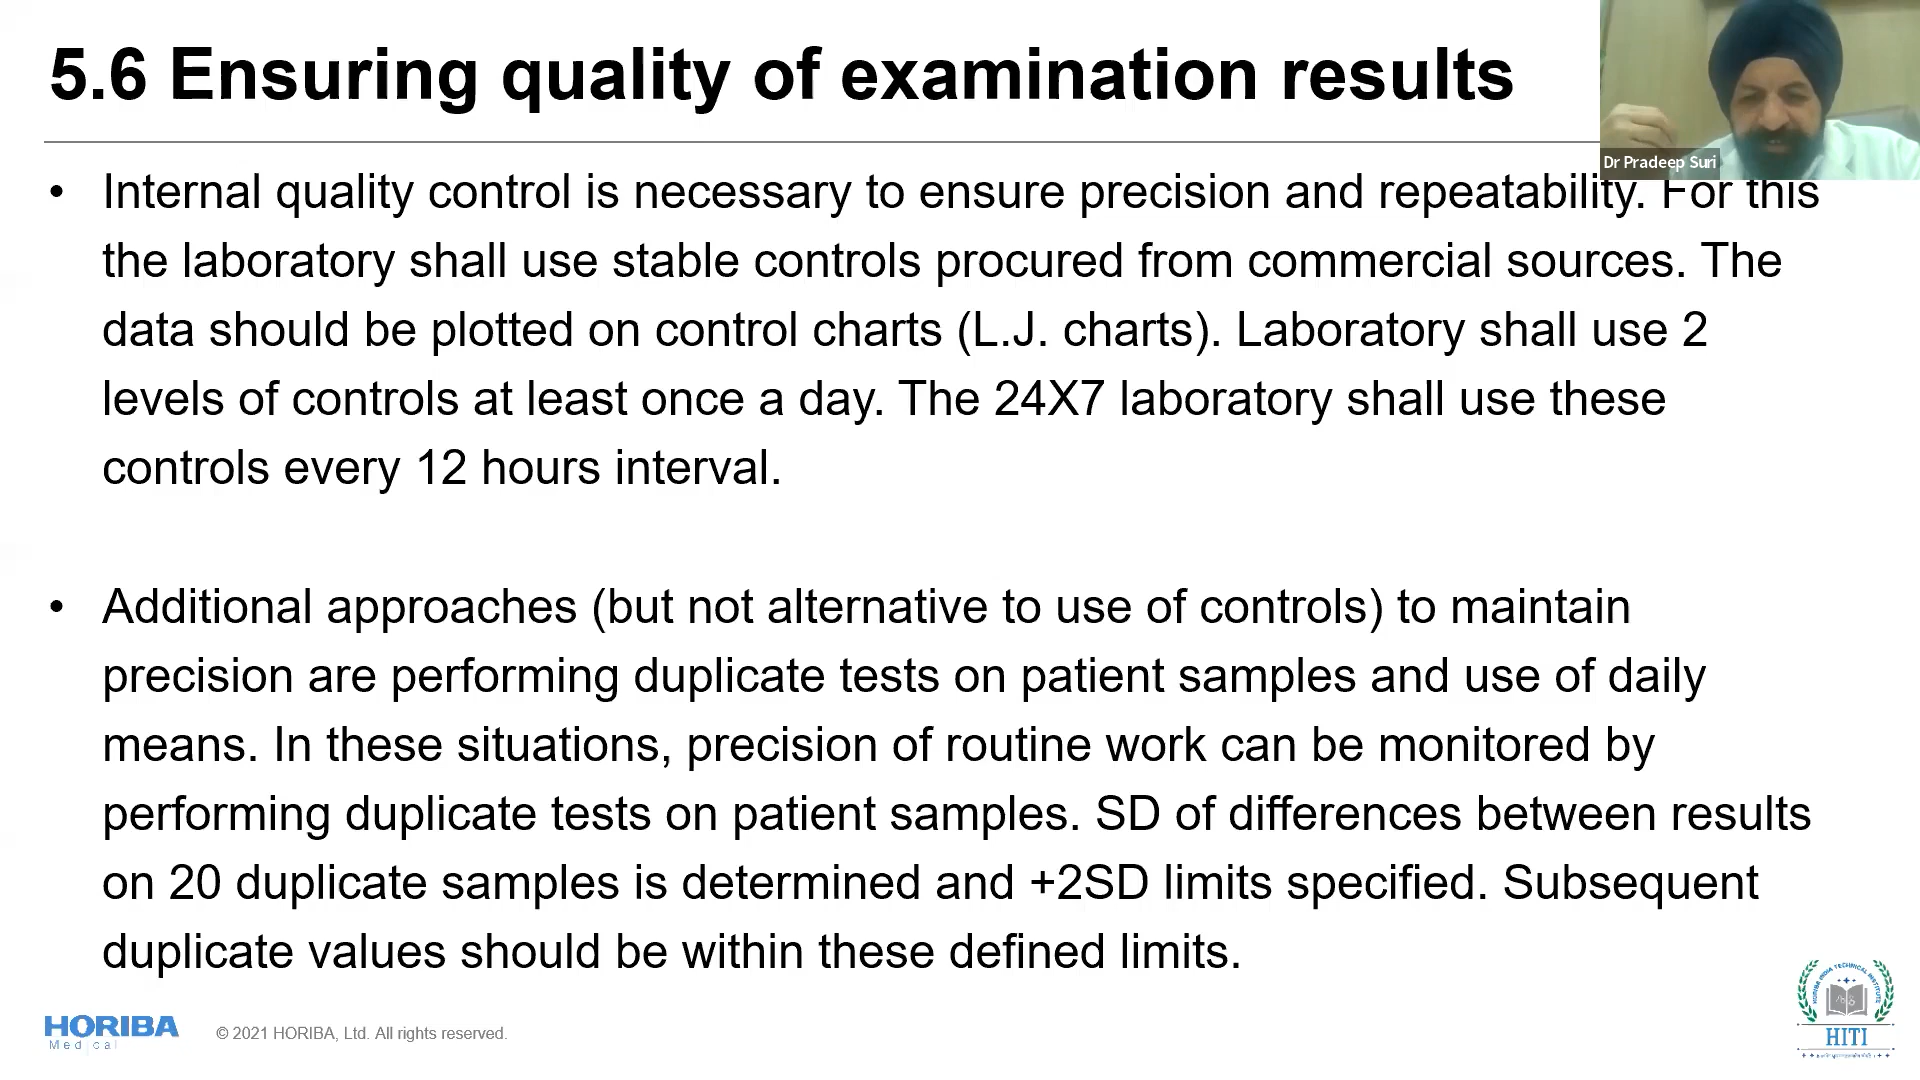 5.6 Ensuring quality of examination results
Dr Pradeep Suri
• Internal quality control is necessary to ensure precision and repeatability. For this
the laboratory shall use stable controls procured from commercial sources. The
data should be plotted on control charts (L.J. charts). Laboratory shall use 2
levels of controls at least once a day. The 24X7 laboratory shall use these
controls every 12 hours interval.
• Additional approaches (but not alternative to use of controls) to maintain
precision are performing duplicate tests on patient samples and use of daily
means. In these situations, precision of routine work can be monitored by
performing duplicate tests on patient samples. SD of differences between results
on 20 duplicate samples is determined and +2SD limits specified. Subsequent
duplicate values should be within these defined limits.
HORIBA
Medical
© 2021 HORIBA, Ltd. All rights reserved.
HORIBA INDIA TECHNICAL INSTITUTE
HITI